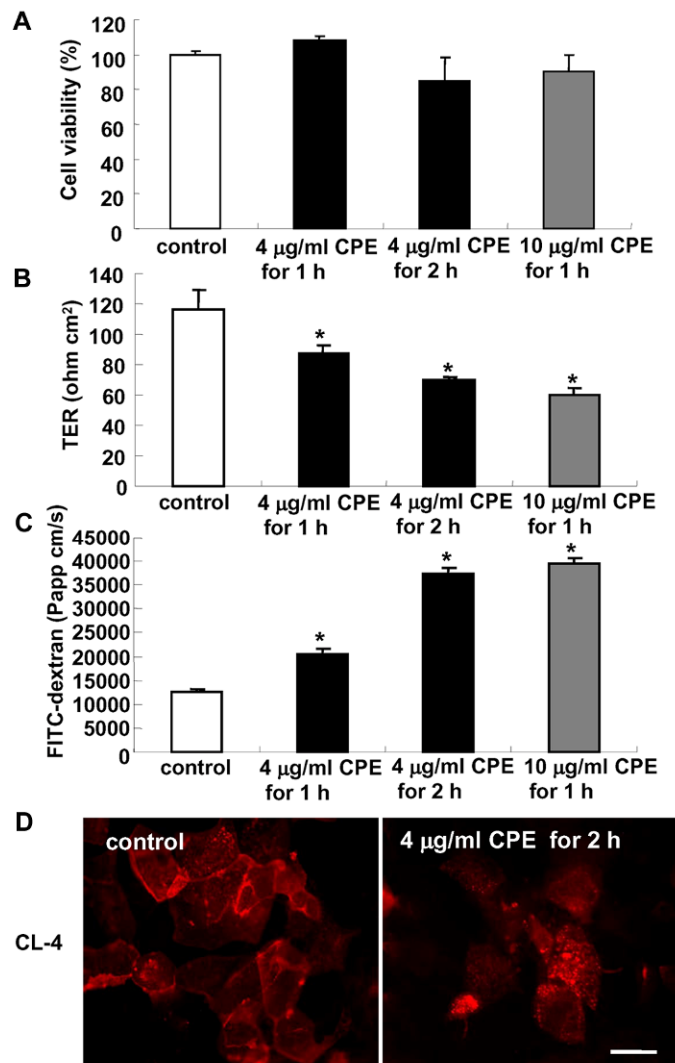 A
Cell viability (%)
120
100
80
60
40
20
0
control
4 μg/ml CPE
for 1 h
4 μg/ml CPE
for 2 h
10 μg/ml CPE
for 1 h
B
TER (ohm cm²)
140
120
100
80
60
40
20
0
*
*
*
control
4 μg/ml CPE
for 1 h
4 μg/ml CPE
for 2 h
10 μg/ml CPE
for 1 h
C
FITC-dextran (Papp cm/s)
45000
40000
35000
30000
25000
20000
15000
10000
5000
0
*
*
*
control
4 μg/ml CPE
for 1 h
4 μg/ml CPE
for 2 h
10 μg/ml CPE
for 1 h
D
control
4 μg/ml CPE for 2 h
CL-4